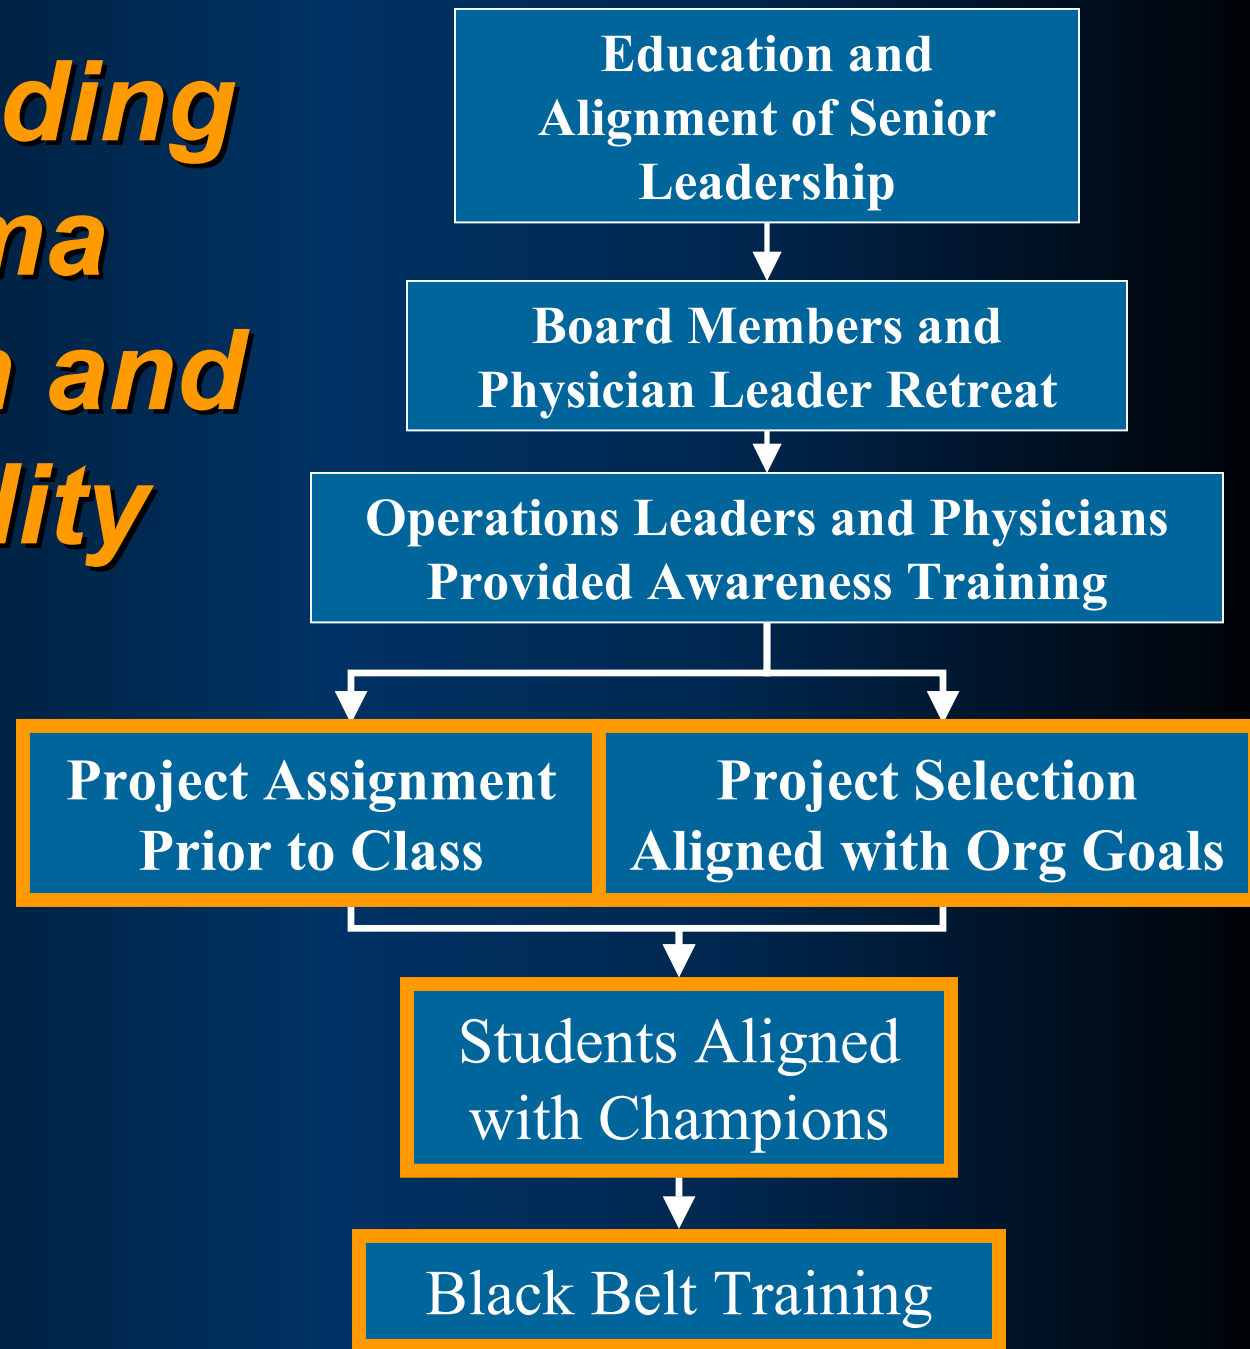 ding
ma
and
lity
Education and
Alignment of Senior
Leadership
Board Members and
Physician Leader Retreat
Operations Leaders and Physicians
Provided Awareness Training
Project Assignment
Prior to Class
Project Selection
Aligned with Org Goals
Students Aligned
with Champions
Black Belt Training